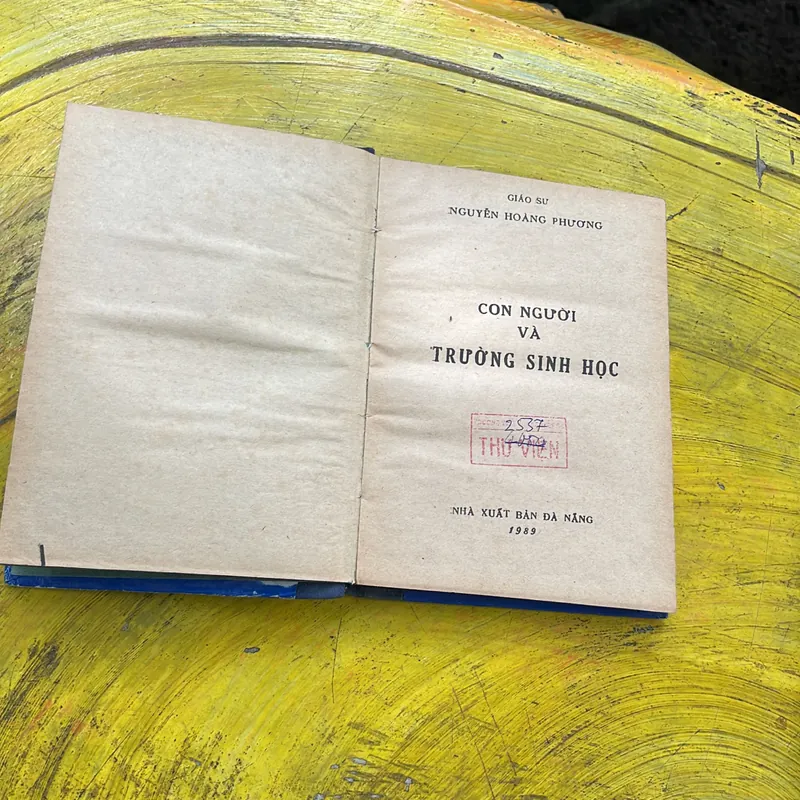 GIÁO SƯ
NGUYỄN HOÀNG PHƯƠNG
CON NGƯỜI
VÀ
TRƯỜNG SINH HỌC
2537
THƯ VIỆN
NHÀ XUẤT BẢN ĐÀ NẴNG
1989